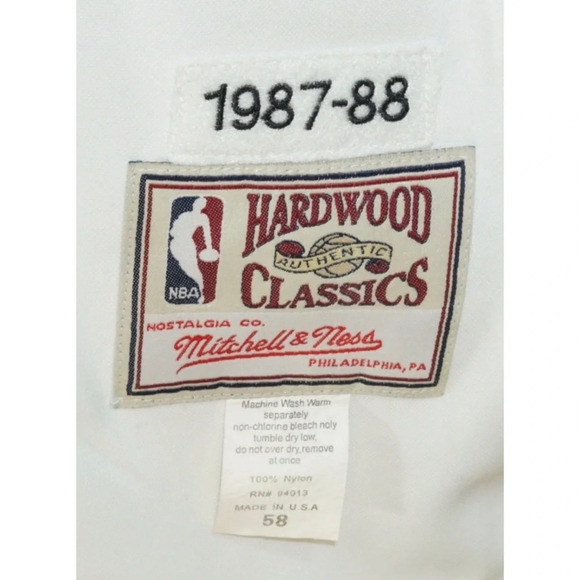 1987-88
HARDWOOD
AUTHENTIC
CLASSICS
NBA
NOSTALGIA CO.
Mitchell & Ness
PHILADELPHIA, PA
Machine Wash Warm
separately
non-chlorine bleach noly
tumble dry low,
do not over dry,remove
at once
100% Nylon
RN# 94013
MADE IN U.S.A
58